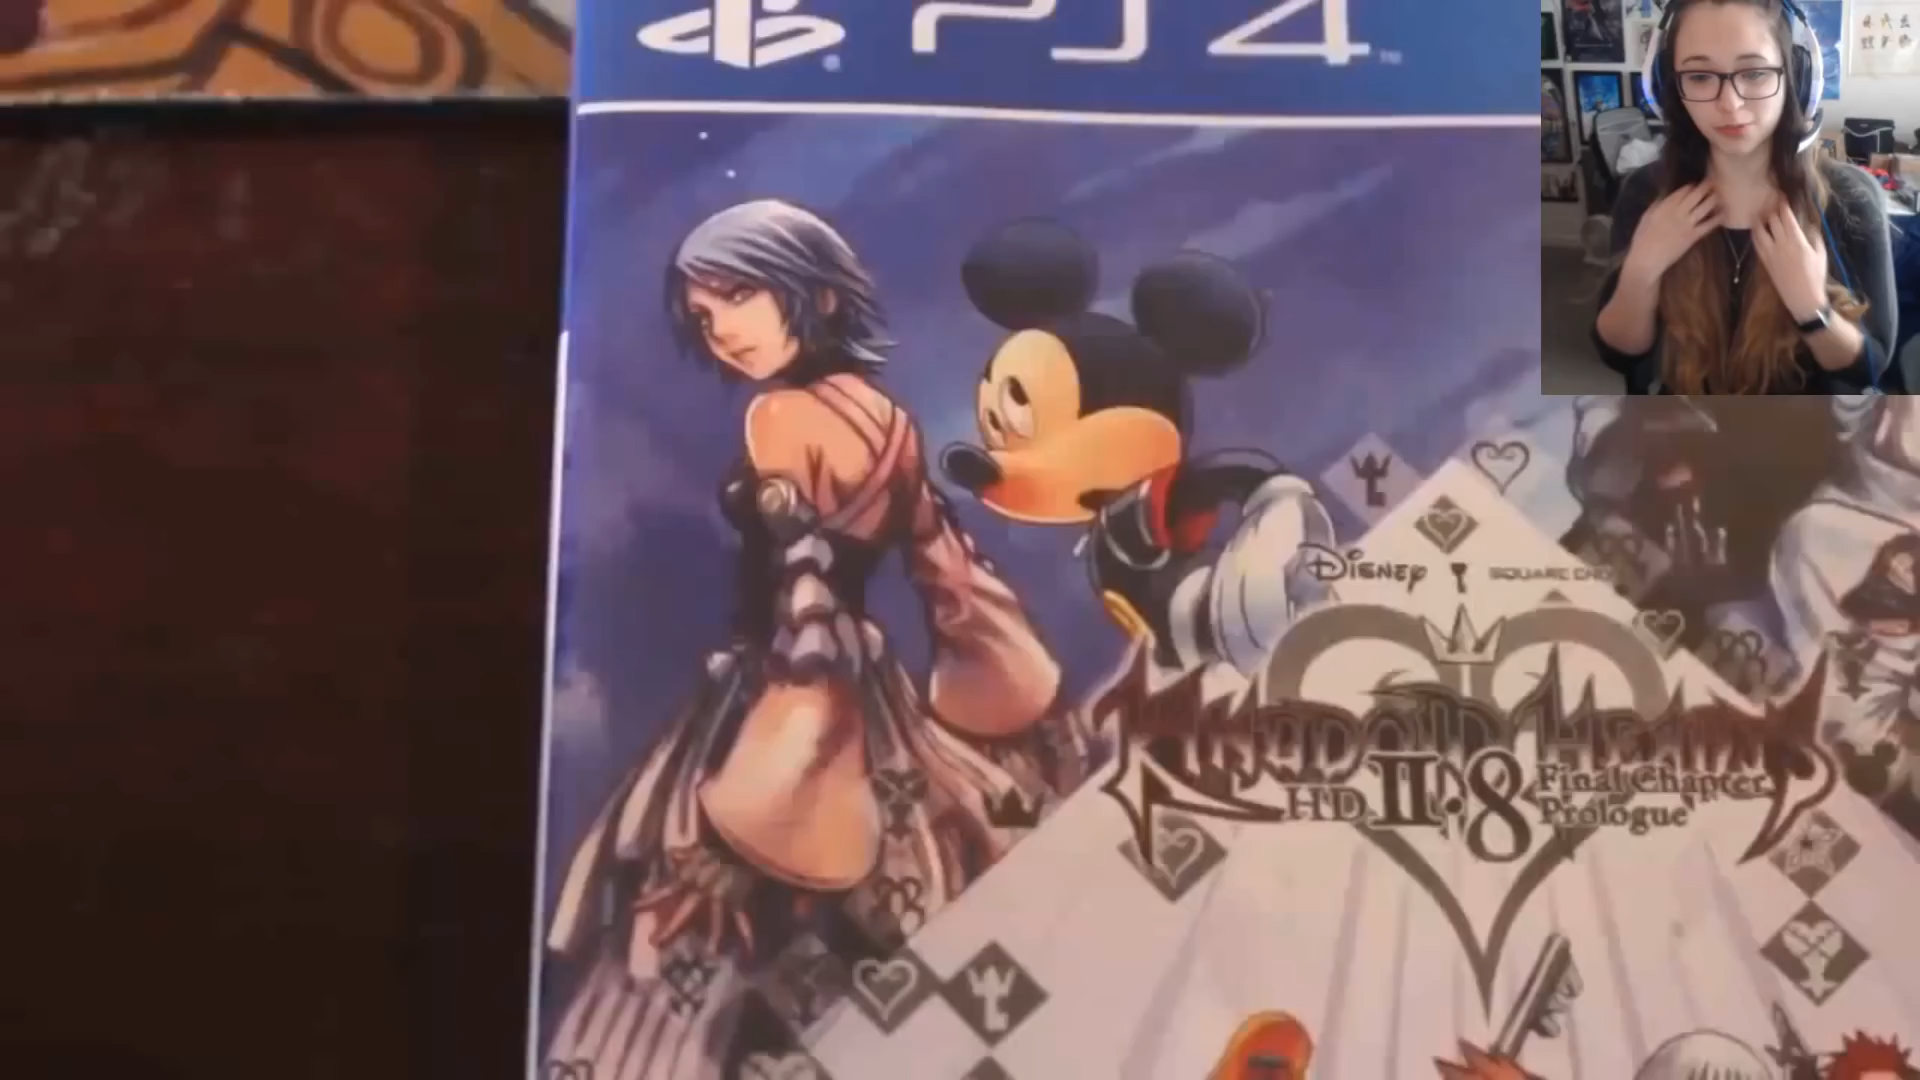 PS4
Disney SQUARE ENIX
KINGDOM HEARTS
HD II.8 Final Chapter
Prologue